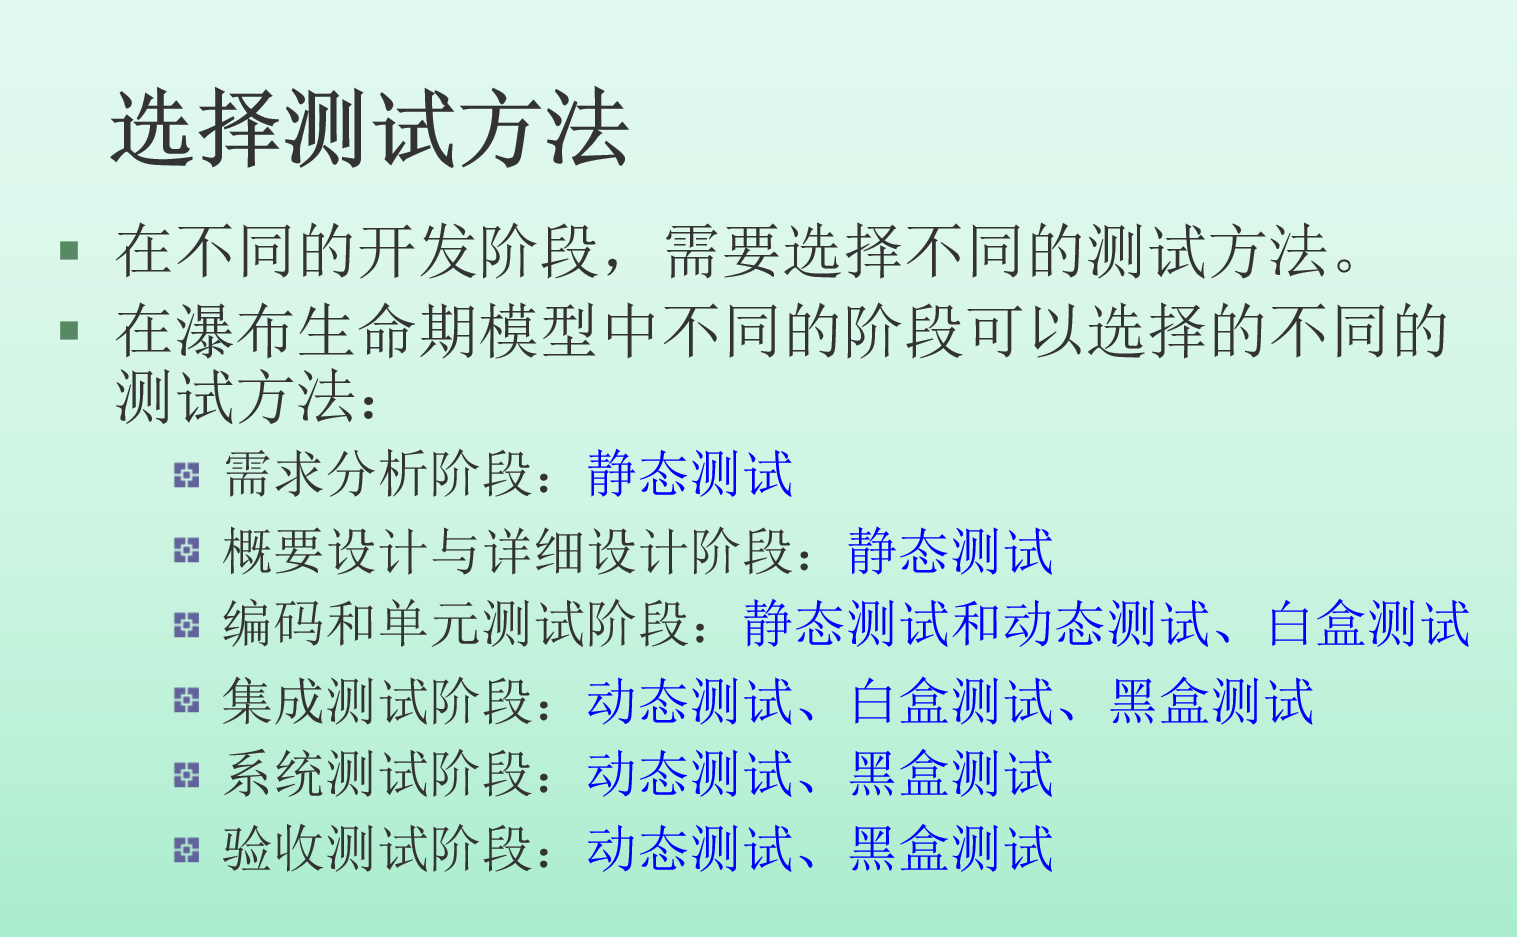 选择测试方法
在不同的开发阶段，需要选择不同的测试方法。
在瀑布生命期模型中不同的阶段可以选择的不同的
测试方法：
需求分析阶段：静态测试
概要设计与详细设计阶段：静态测试
编码和单元测试阶段：静态测试和动态测试、白盒测试
集成测试阶段：动态测试、白盒测试、黑盒测试
系统测试阶段：动态测试、黑盒测试
验收测试阶段：动态测试、黑盒测试